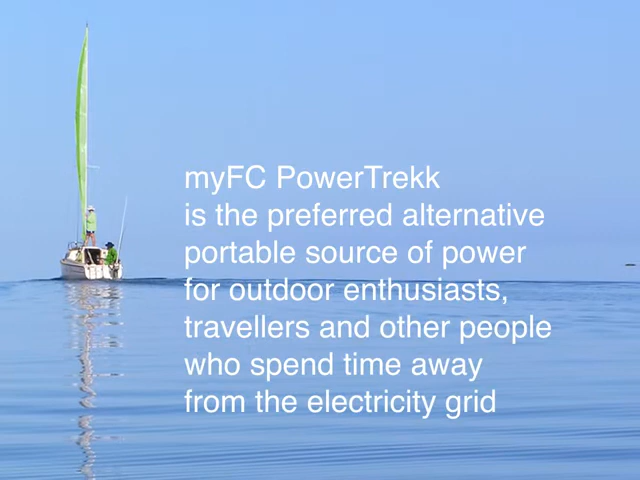 myFC PowerTrekk
is the preferred alternative
portable source of power
for outdoor enthusiasts,
travellers and other people
who spend time away
from the electricity grid